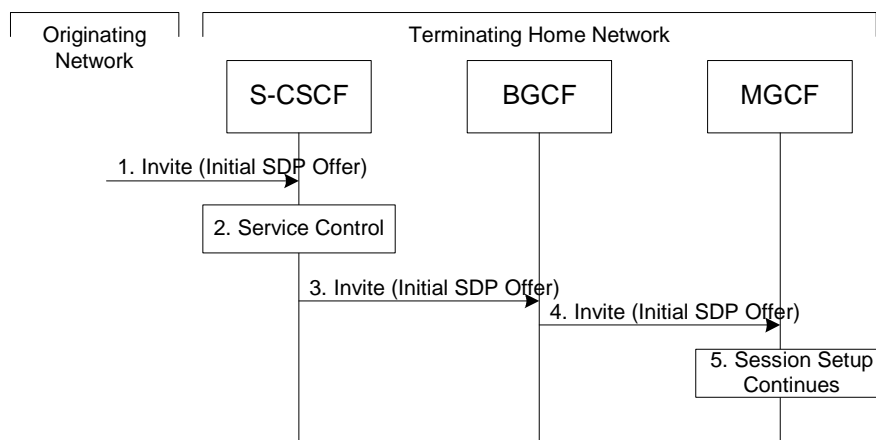 Originating
Network
Terminating Home Network
S-CSCF
BGCF
MGCF
1. Invite (Initial SDP Offer)
2. Service Control
3. Invite (Initial SDP Offer)
4. Invite (Initial SDP Offer)
5. Session Setup
Continues